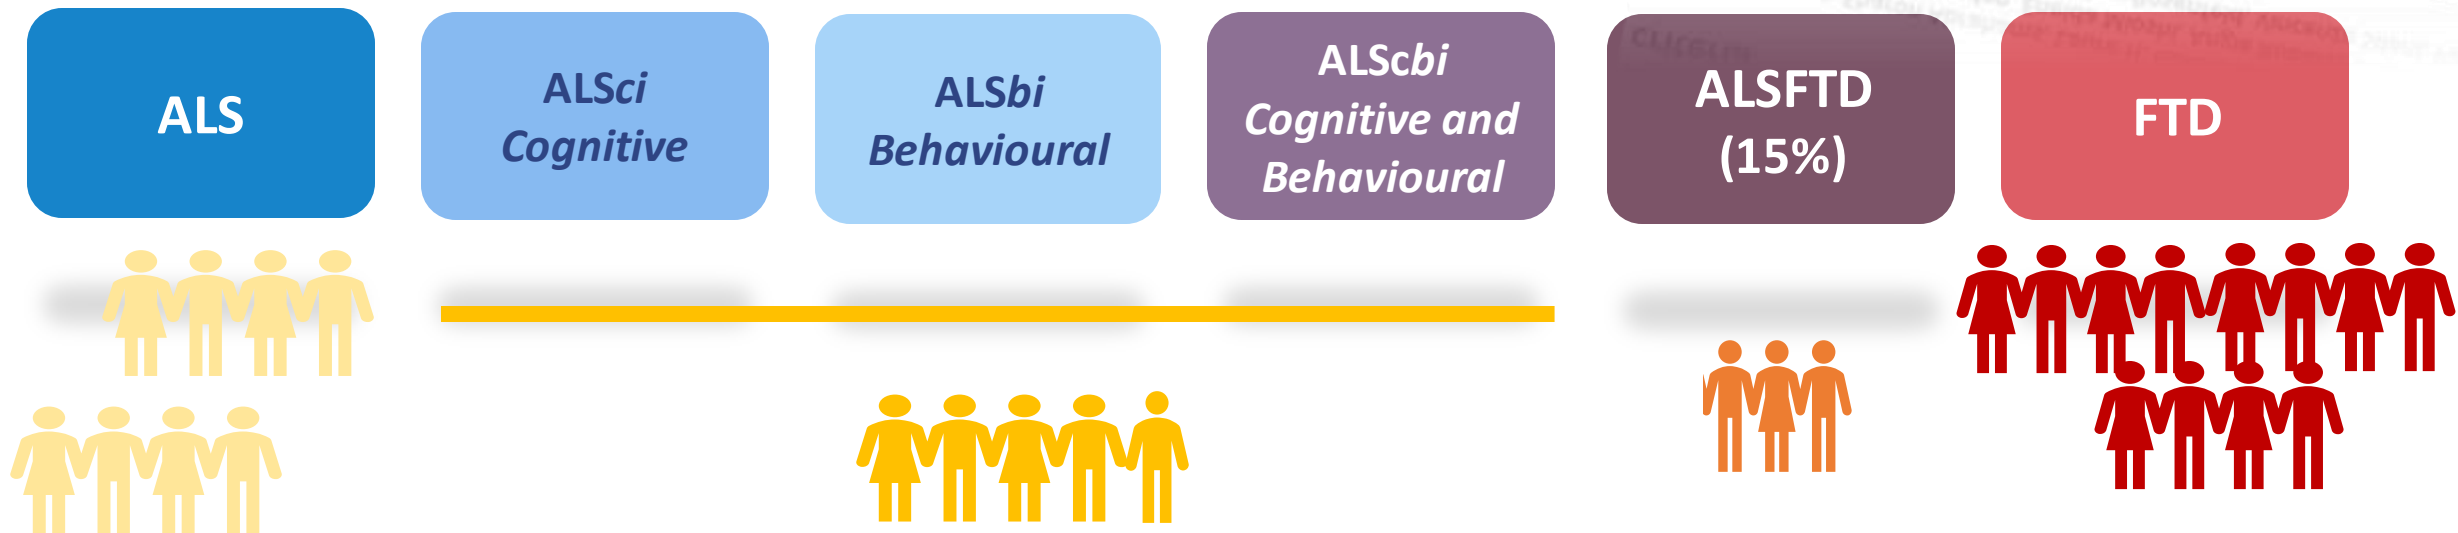 ALS
ALSci
Cognitive
ALSbi
Behavioural
ALScbi
Cognitive and
Behavioural
ALSFTD
(15%)
FTD